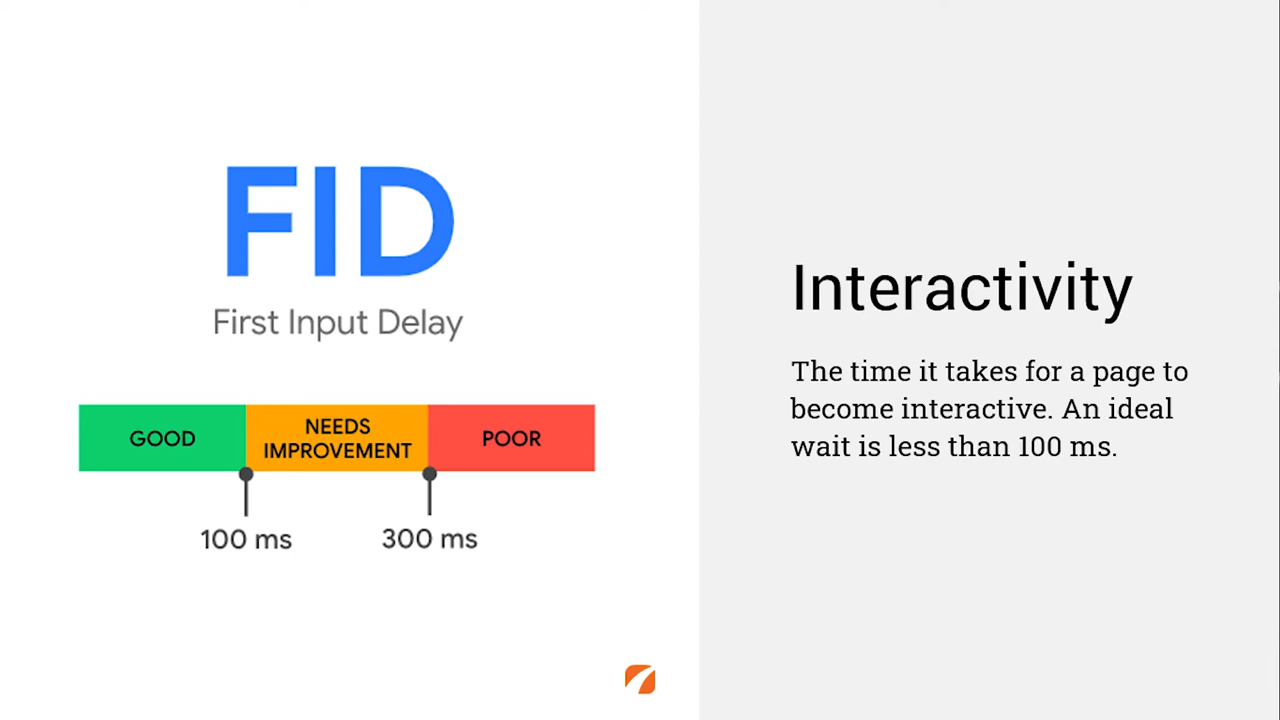 FID
First Input Delay
GOOD
NEEDS
IMPROVEMENT
POOR
100 ms
300 ms
Interactivity
The time it takes for a page to
become interactive. An ideal
wait is less than 100 ms.